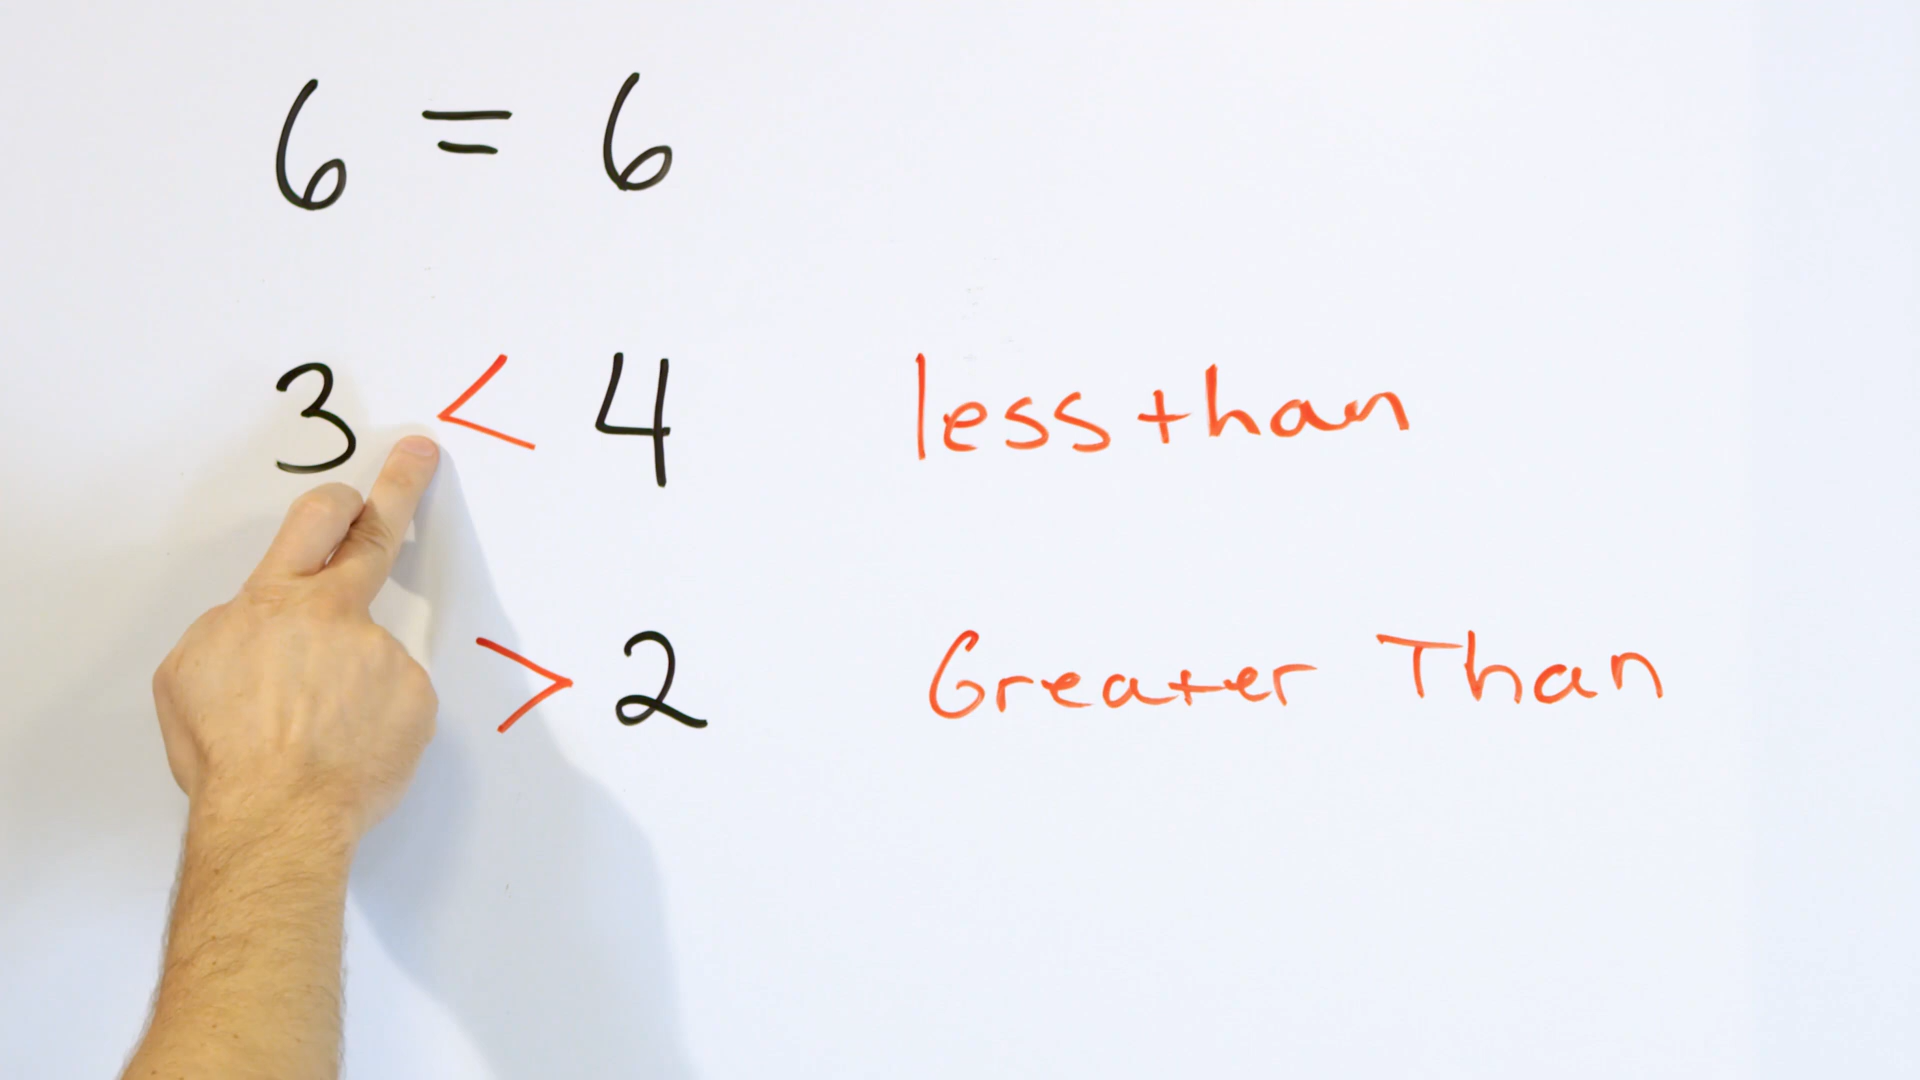 6 = 6
3 < 4 less than
> 2 Greater Than